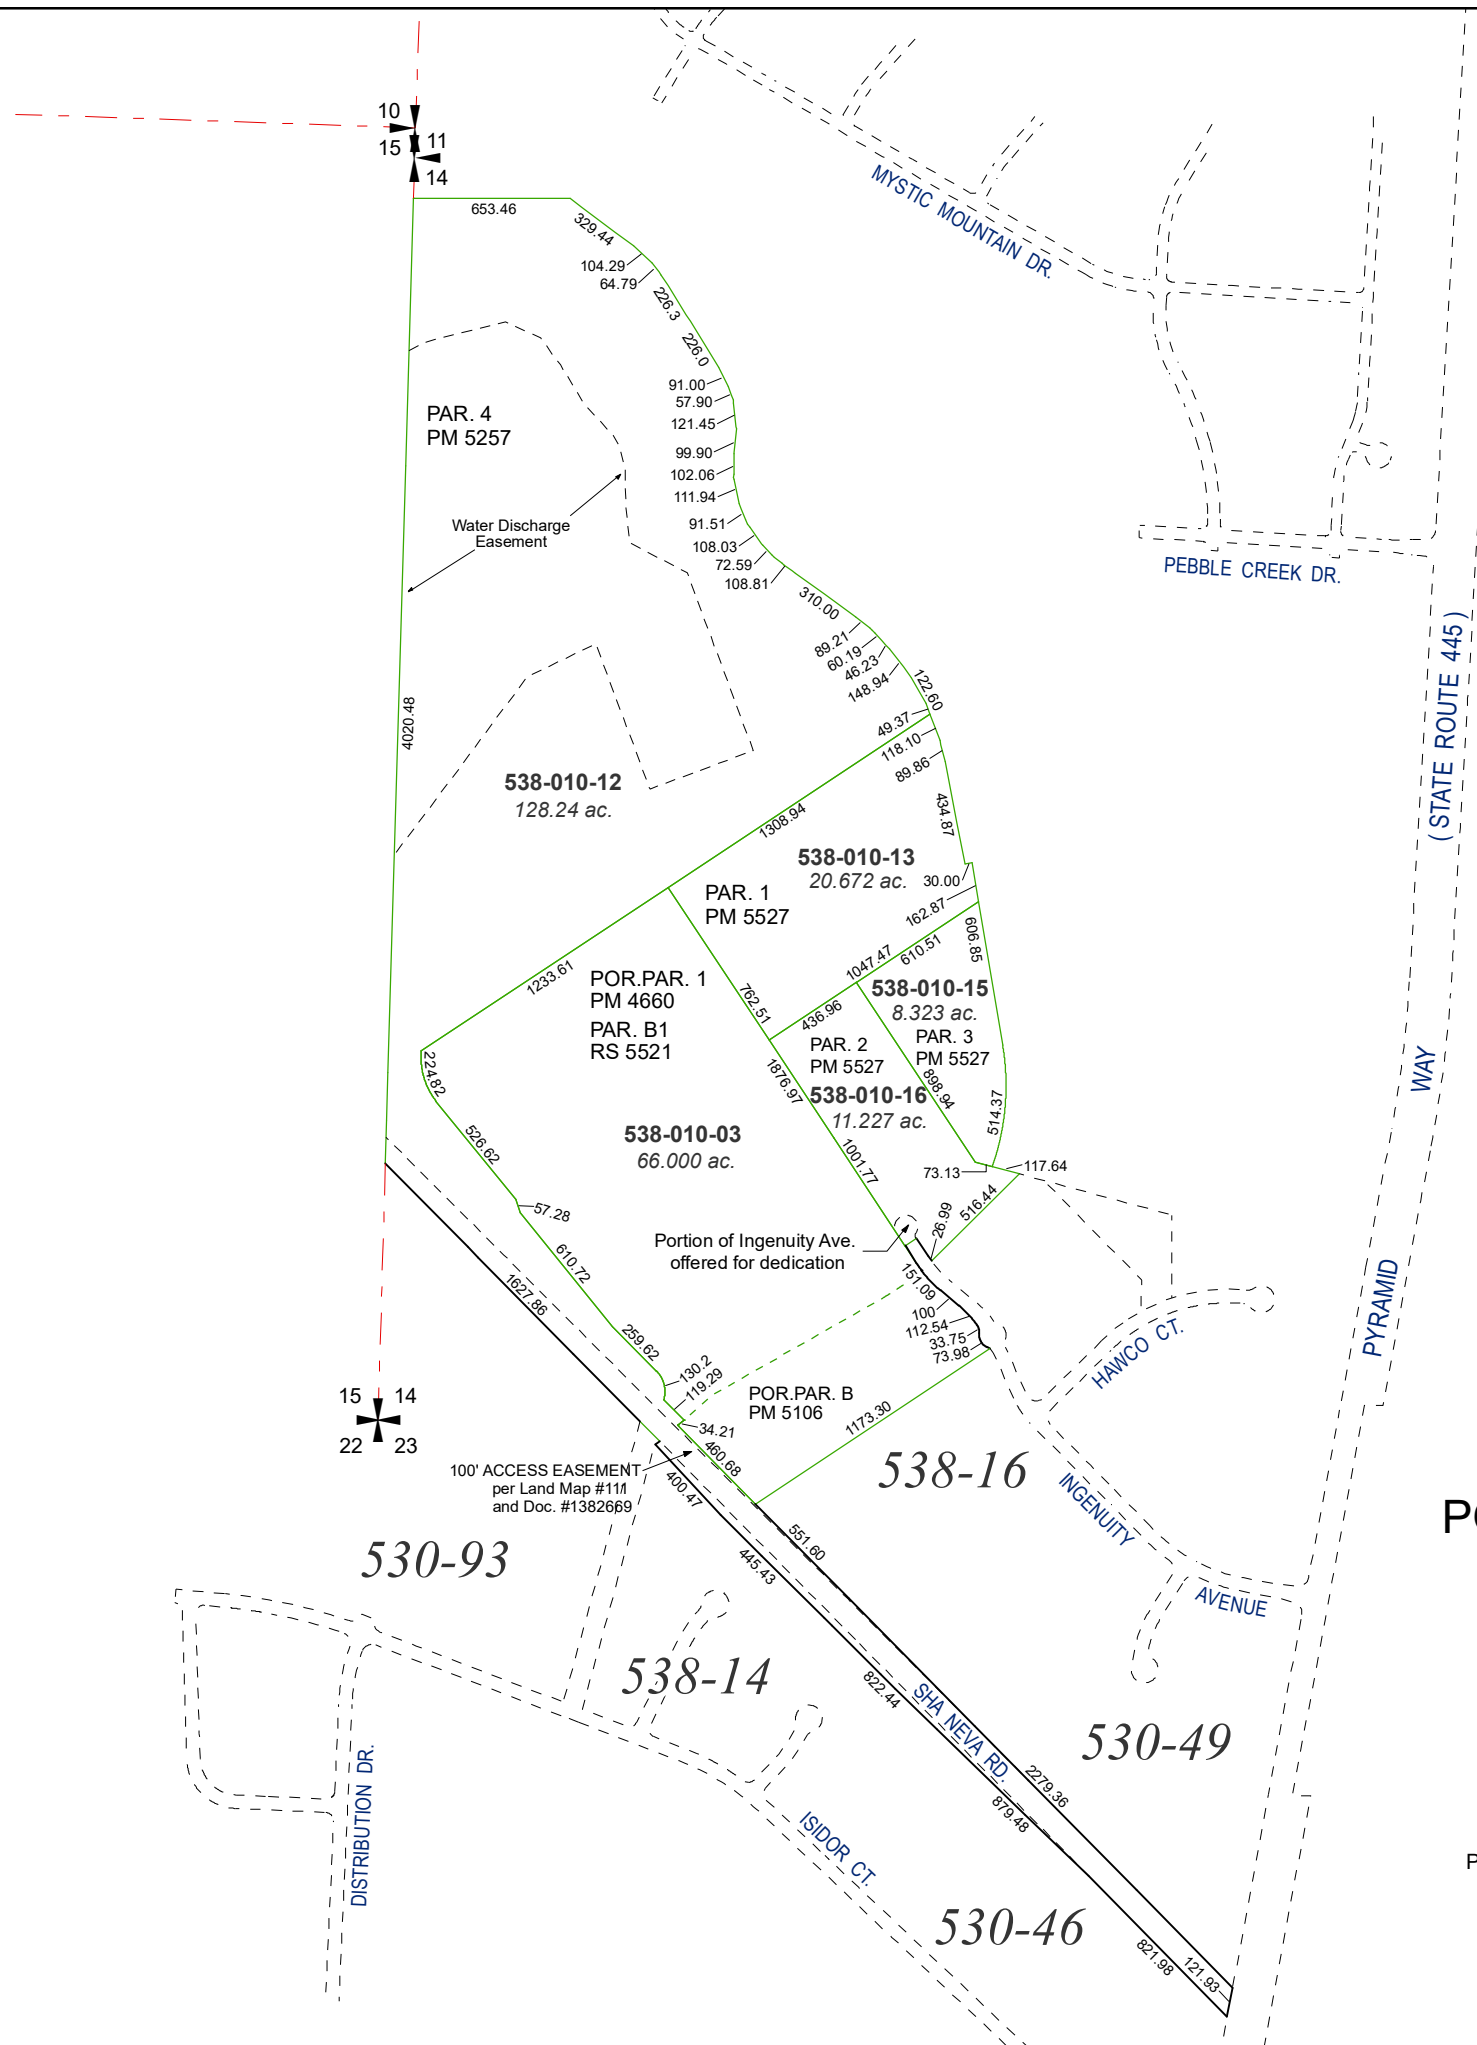 10
11
15
14
653.46
329.44
104.29
64.79
226.3
226.0
91.00
57.90
121.45
99.90
102.06
111.94
91.51
108.03
72.59
108.81
310.00
89.21
60.19
46.23
148.94
122.60
49.37
118.10
89.86
434.87
30.00
162.87
606.85
MYSTIC MOUNTAIN DR.
PEBBLE CREEK DR.
( STATE ROUTE 445 )
WAY
PYRAMID
PAR. 4
PM 5257
Water Discharge
Easement
4020.48
538-010-12
128.24 ac.
1308.94
538-010-13
20.672 ac.
PAR. 1
PM 5527
1233.61
POR.PAR. 1
PM 4660
PAR. B1
RS 5521
762.51
1047.47
610.51
436.96
538-010-15
8.323 ac.
PAR. 3
PM 5527
PAR. 2
PM 5527
538-010-16
11.227 ac.
898.94
514.37
1876.97
1001.77
224.82
526.62
538-010-03
66.000 ac.
57.28
610.72
73.13
117.64
516.44
26.99
Portion of Ingenuity Ave.
offered for dedication
151.09
100
112.54
33.75
73.98
1627.86
259.62
130.2
119.29
34.21
460.68
POR.PAR. B
PM 5106
1173.30
HAWCO CT.
15
14
22
23
100' ACCESS EASEMENT
per Land Map #111
and Doc. #1382669
400.47
445.43
551.60
538-16
INGENUITY
AVENUE
PO
530-93
538-14
822.44
SHA NEVA RD.
2279.36
879.48
530-49
DISTRIBUTION DR.
ISIDOR CT.
P
530-46
821.98
121.93